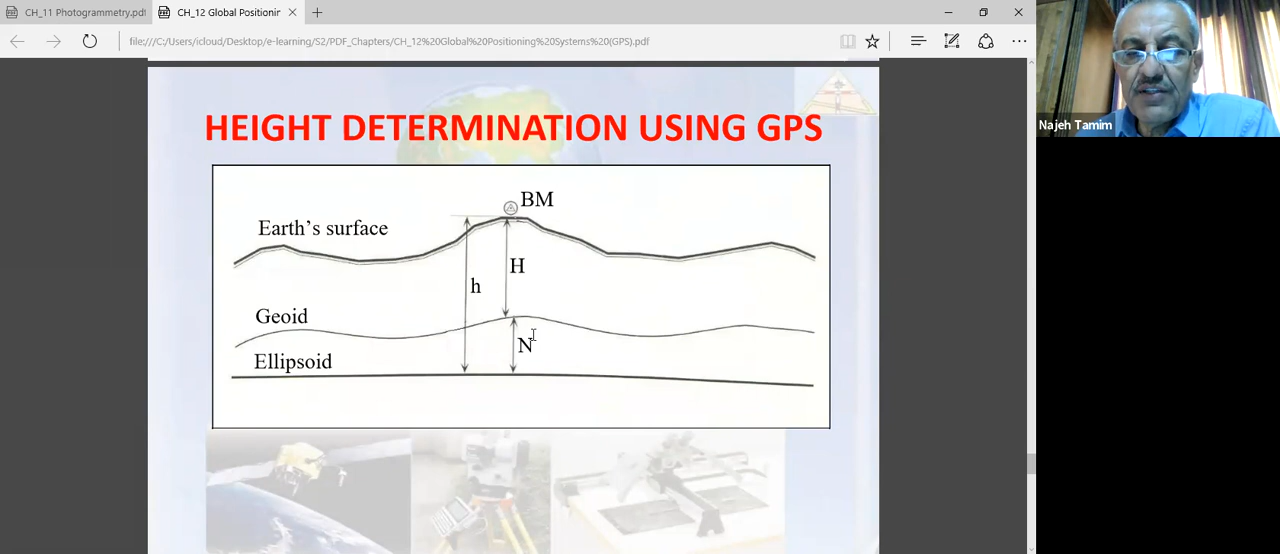 CH_11 Photogrammetry.pdf
CH_12 Global Positionin
file:///C:/Users/icloud/Desktop/e-learning/S2/PDF_Chapters/CH_12%20Global%20Positioning%20Systems%20(GPS).pdf
Najeh Tamim
HEIGHT DETERMINATION USING GPS
BM
Earth's surface
H
h
Geoid
N
Ellipsoid